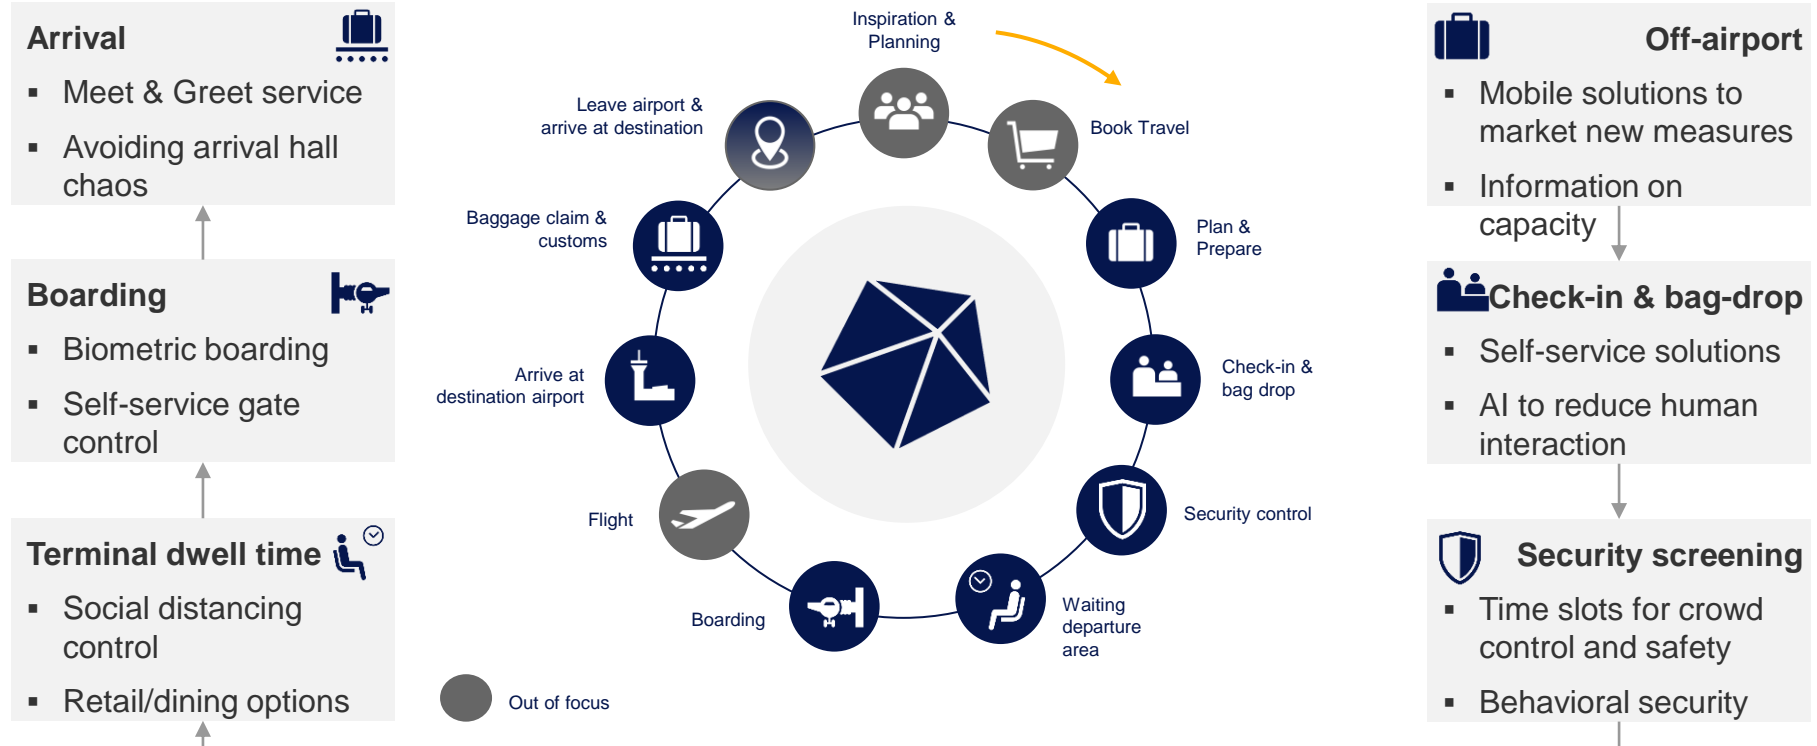 Arrival
▪ Meet & Greet service
▪ Avoiding arrival hall
chaos
Boarding
▪ Biometric boarding
▪ Self-service gate
control
Terminal dwell time
▪ Social distancing
control
▪ Retail/dining options
Inspiration &
Planning
Book Travel
Plan &
Prepare
Check-in &
bag drop
Security control
Waiting
departure
area
Boarding
Flight
Arrive at
destination airport
Baggage claim &
customs
Leave airport &
arrive at destination
Out of focus
Off-airport
▪ Mobile solutions to
market new measures
▪ Information on
capacity
Check-in & bag-drop
▪ Self-service solutions
▪ AI to reduce human
interaction
Security screening
▪ Time slots for crowd
control and safety
▪ Behavioral security